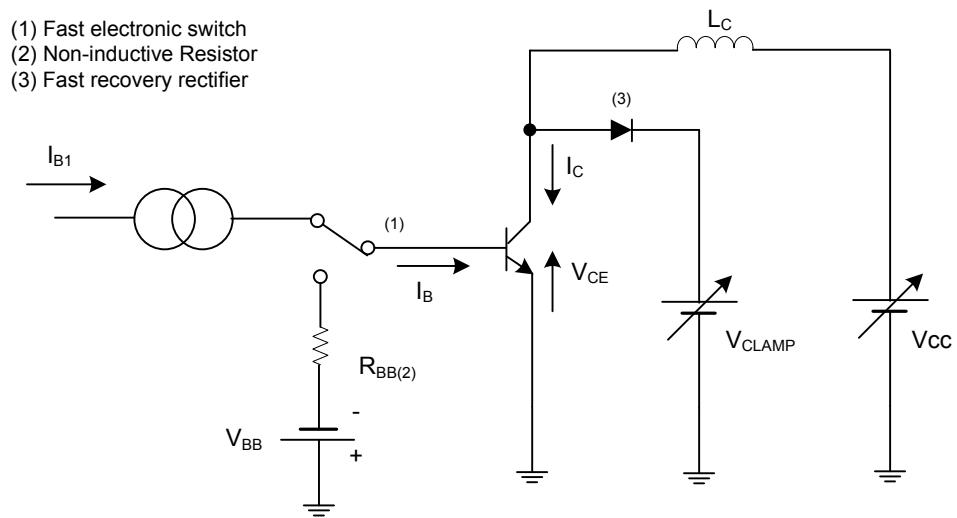 (1) Fast electronic switch
(2) Non-inductive Resistor
(3) Fast recovery rectifier
L_C
(3)
I_B1
I_C
(1)
V_CE
I_B
V_CLAMP
Vcc
R_BB(2)
-
V_BB
+